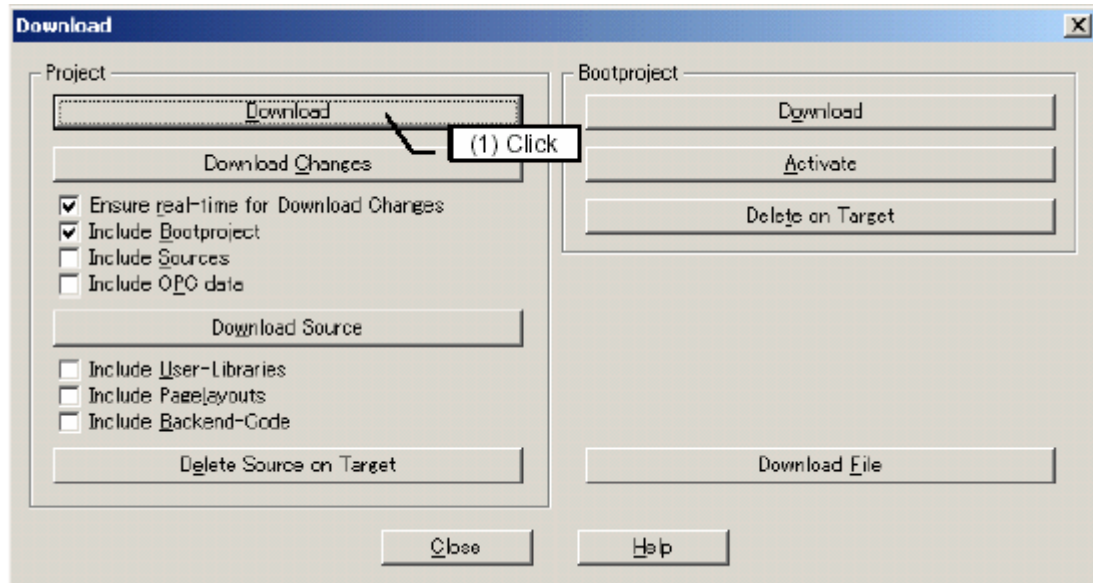 Download
Project
Download
(1) Click
Download Changes
Ensure real-time for Download Changes
Include Bootproject
Include Sources
Include OPC data
Download Source
Include User-Libraries
Include Pagelayouts
Include Backend-Code
Delete Source on Target
Bootproject
Download
Activate
Delete on Target
Download File
Close
Help